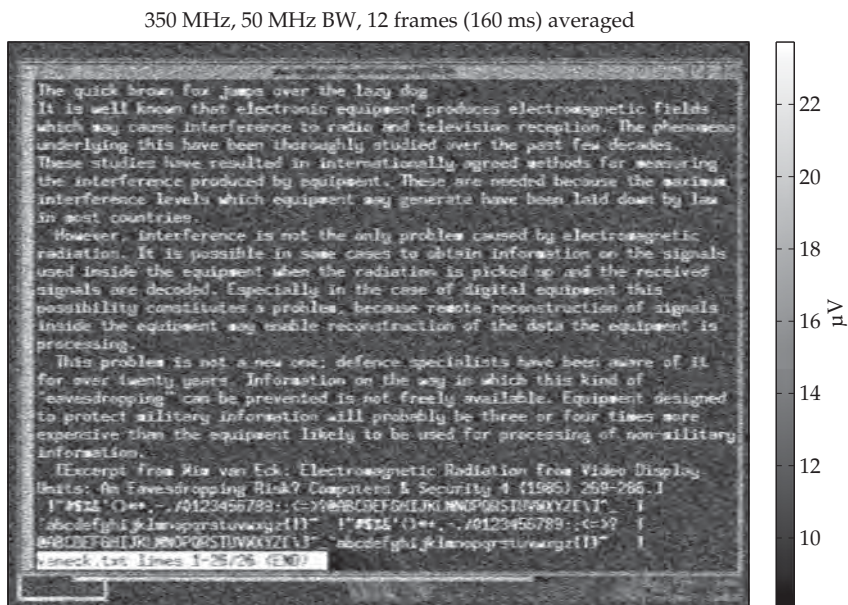 350 MHz, 50 MHz BW, 12 frames (160 ms) averaged
The quick brown fox jumps over the lazy dog
It is well known that electronic equipment produces electromagnetic fields
which may cause interference to radio and television reception. The phenomena
underlying this have been thoroughly studied over the past few decades.
These studies have resulted in internationally agreed methods for measuring
the interference produced by equipment. These are needed because the maximum
interference levels which equipment may generate have been laid down by law
in most countries.
However, interference is not the only problem caused by electromagnetic
radiation. It is possible in some cases to obtain information on the signals
used inside the equipment when the radiation is picked up and the received
signals are decoded. Especially in the case of digital equipment this
possibility constitutes a problem, because remote reconstruction of signals
inside the equipment may enable reconstruction of the data the equipment is
processing.
This problem is not a new one; defence specialists have been aware of it
for over twenty years. Information on the way in which this kind of
"eavesdropping" can be prevented is not freely available. Equipment designed
to protect military information will probably be three or four times more
expensive than the equipment likely to be used for processing of non-military
information.
[Excerpt from Wim van Eck: Electromagnetic Radiation from Video Display
Units: An Eavesdropping Risk? Computers & Security 4 (1985) 269-286.]
!"#$%&'()*+,-./0123456789:;<=>?@ABCDEFGHIJKLMNOPQRSTUVWXYZ[\]^
`abcdefghijklmnopqrstuvwxyz{|}~ !"#$%&'()*+,-./0123456789:;<=>?
@ABCDEFGHIJKLMNOPQRSTUVWXYZ[\]^ `abcdefghijklmnopqrstuvwxyz{|}~
vaneck.txt lines 1-26/26 (END)
22
20
18
16
14
12
10
µV